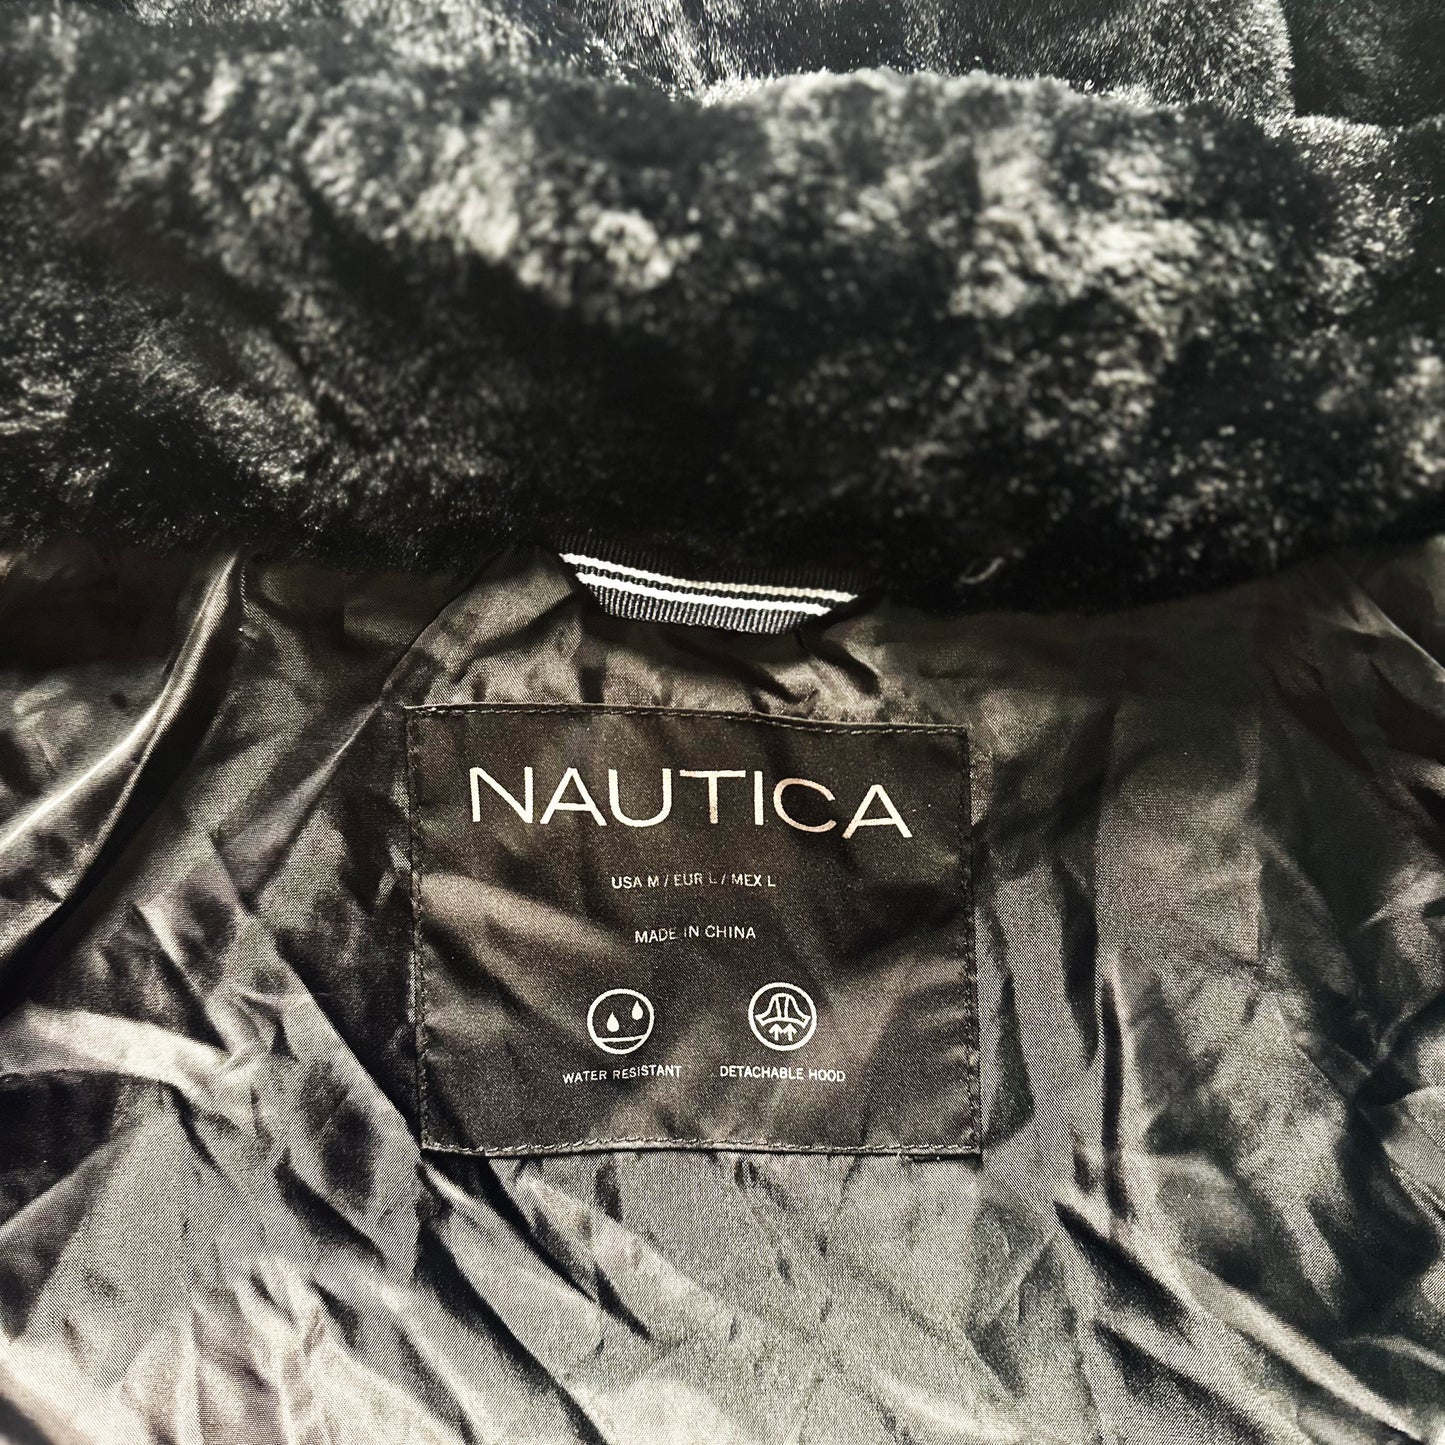 NAUTICA
USA M / EUR L / MEX L
MADE IN CHINA
WATER RESISTANT
DETACHABLE HOOD